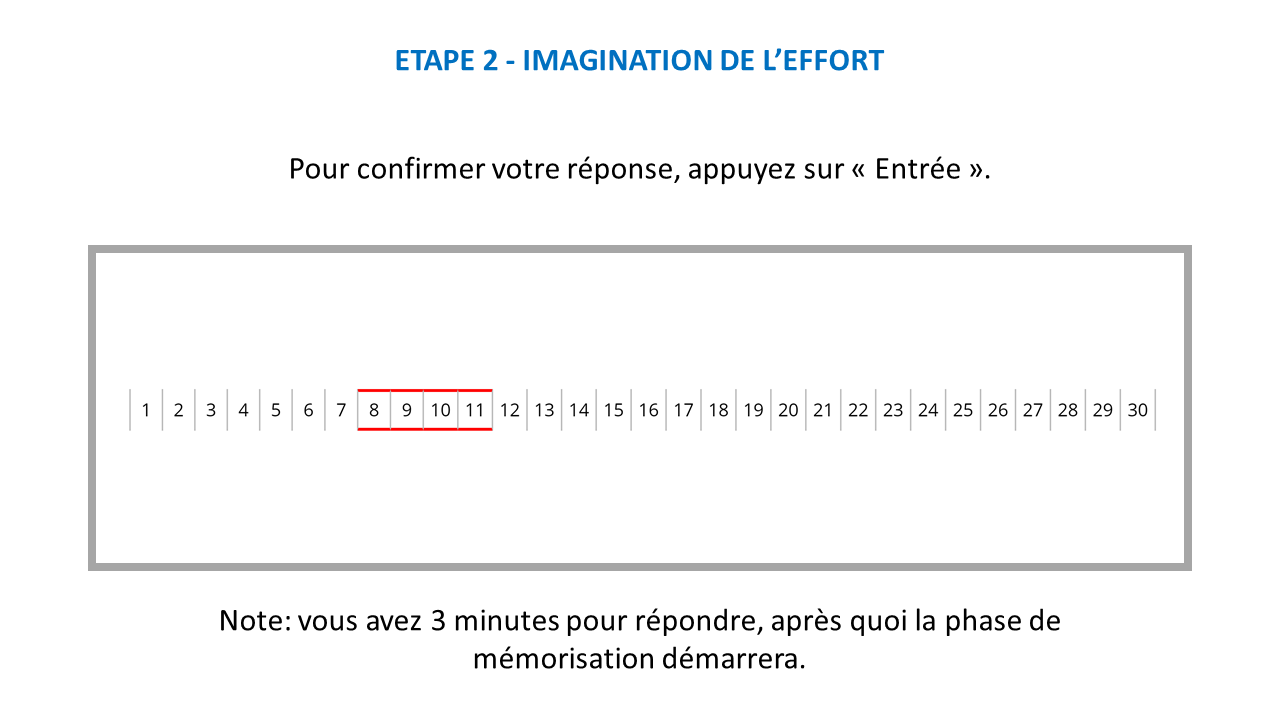 ETAPE 2 - IMAGINATION DE L’EFFORT
Pour confirmer votre réponse, appuyez sur « Entrée ».
1 2 3 4 5 6 7 8 9 10 11 12 13 14 15 16 17 18 19 20 21 22 23 24 25 26 27 28 29 30
Note: vous avez 3 minutes pour répondre, après quoi la phase de
mémorisation démarrera.